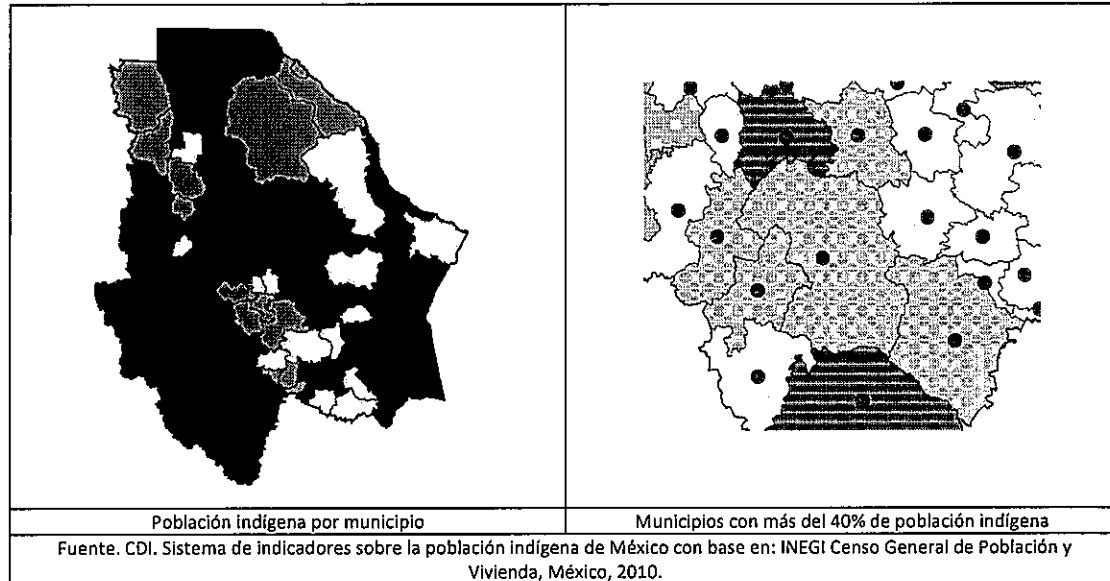 Población indígena por municipio
Municipios con más del 40% de población indígena
Fuente. CDI. Sistema de indicadores sobre la población indígena de México con base en: INEGI Censo General de Población y
Vivienda, México, 2010.